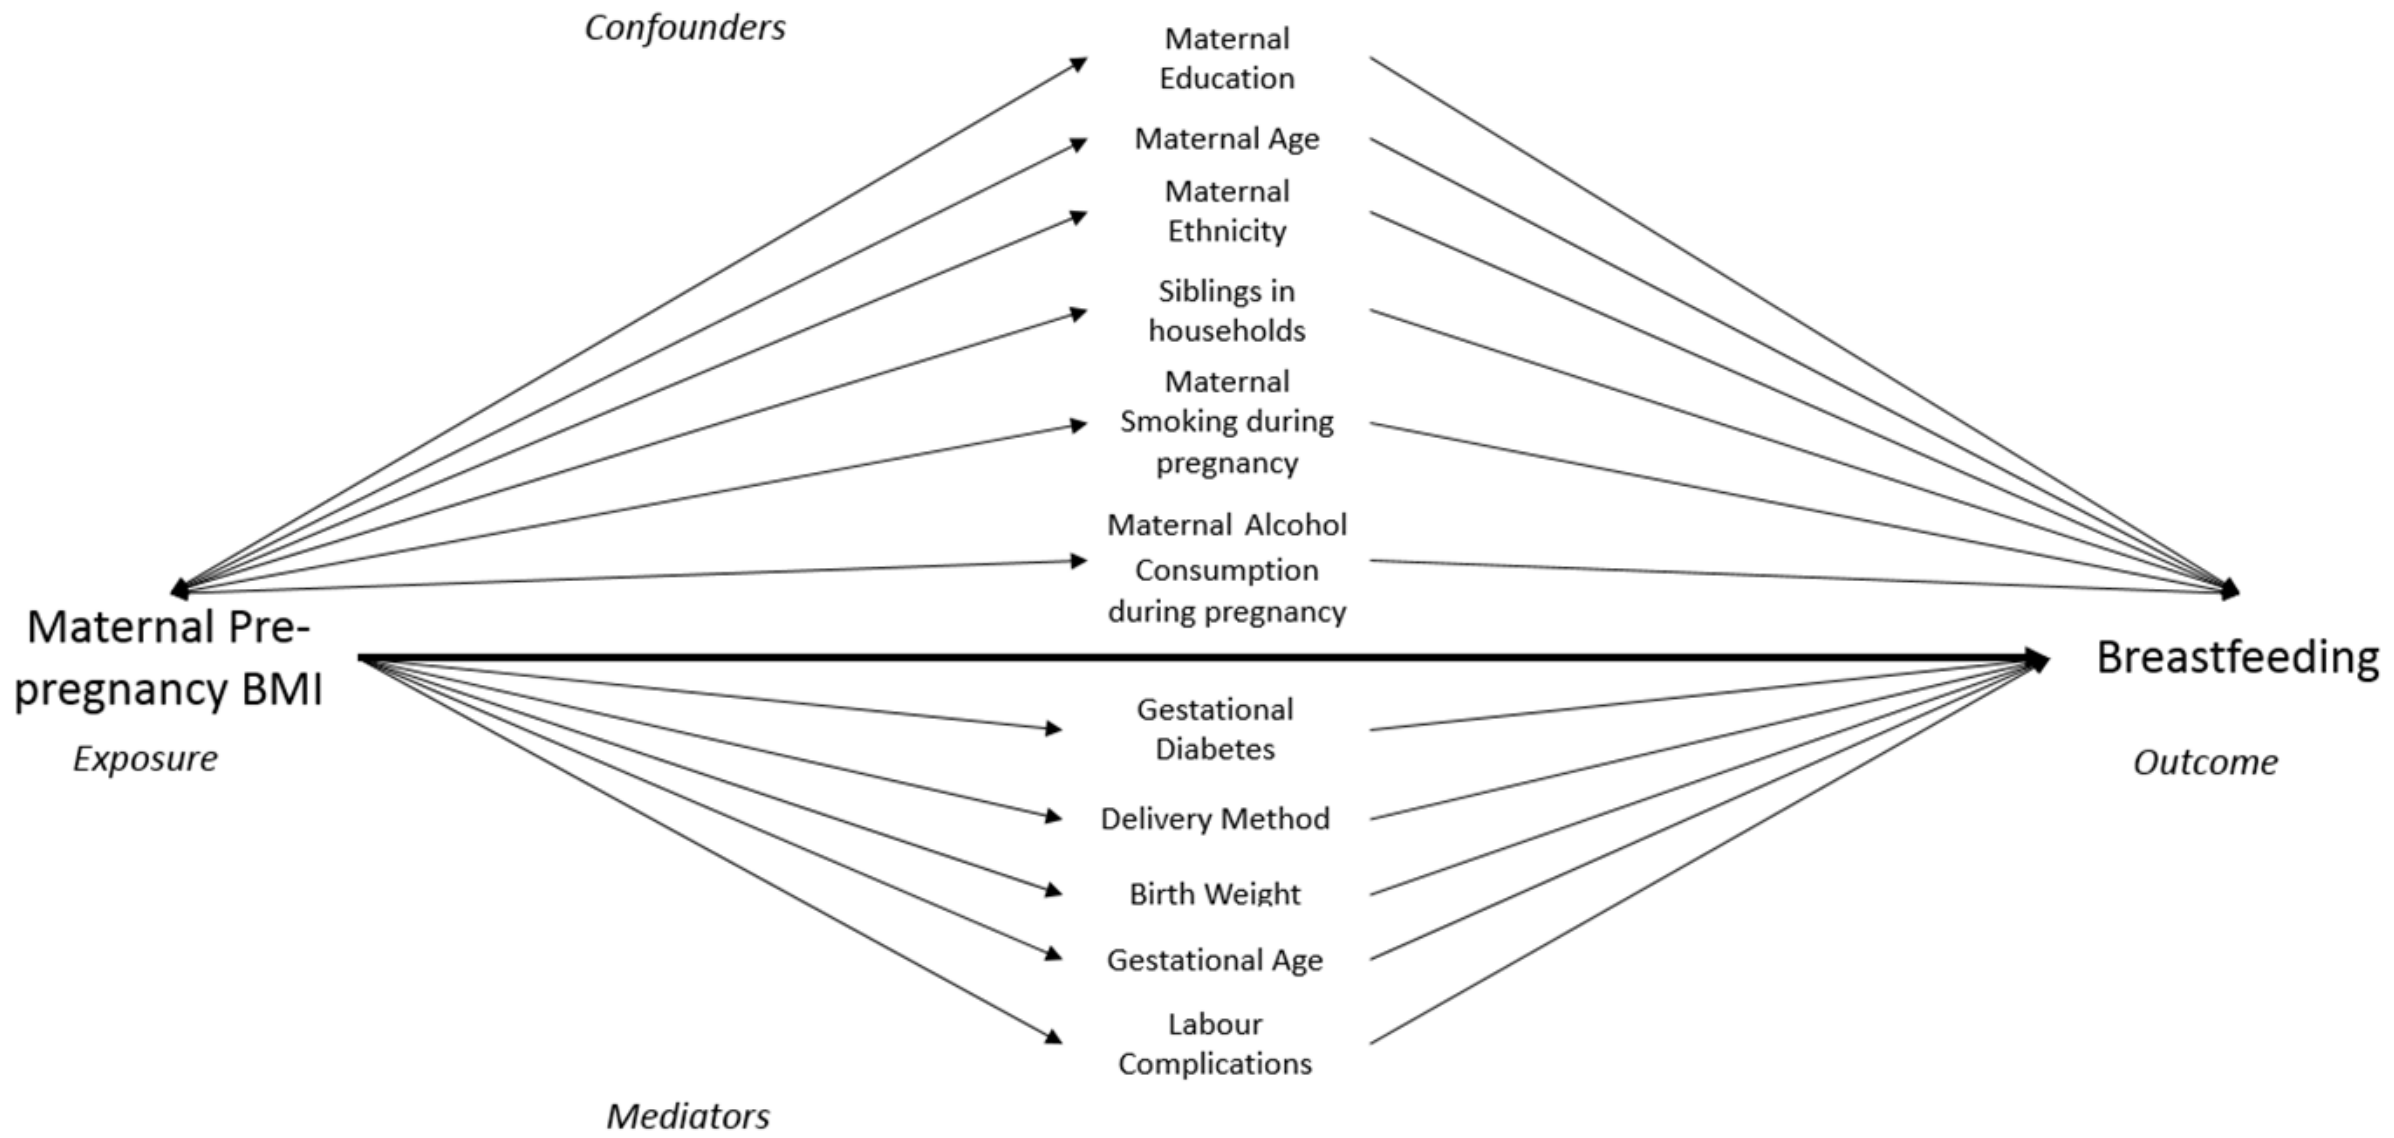 Confounders
Maternal
Education
Maternal Age
Maternal
Ethnicity
Siblings in
households
Maternal
Smoking during
pregnancy
Maternal Alcohol
Consumption
during pregnancy
Maternal Pre-
pregnancy BMI
Exposure
Breastfeeding
Outcome
Gestational
Diabetes
Delivery Method
Birth Weight
Gestational Age
Labour
Complications
Mediators